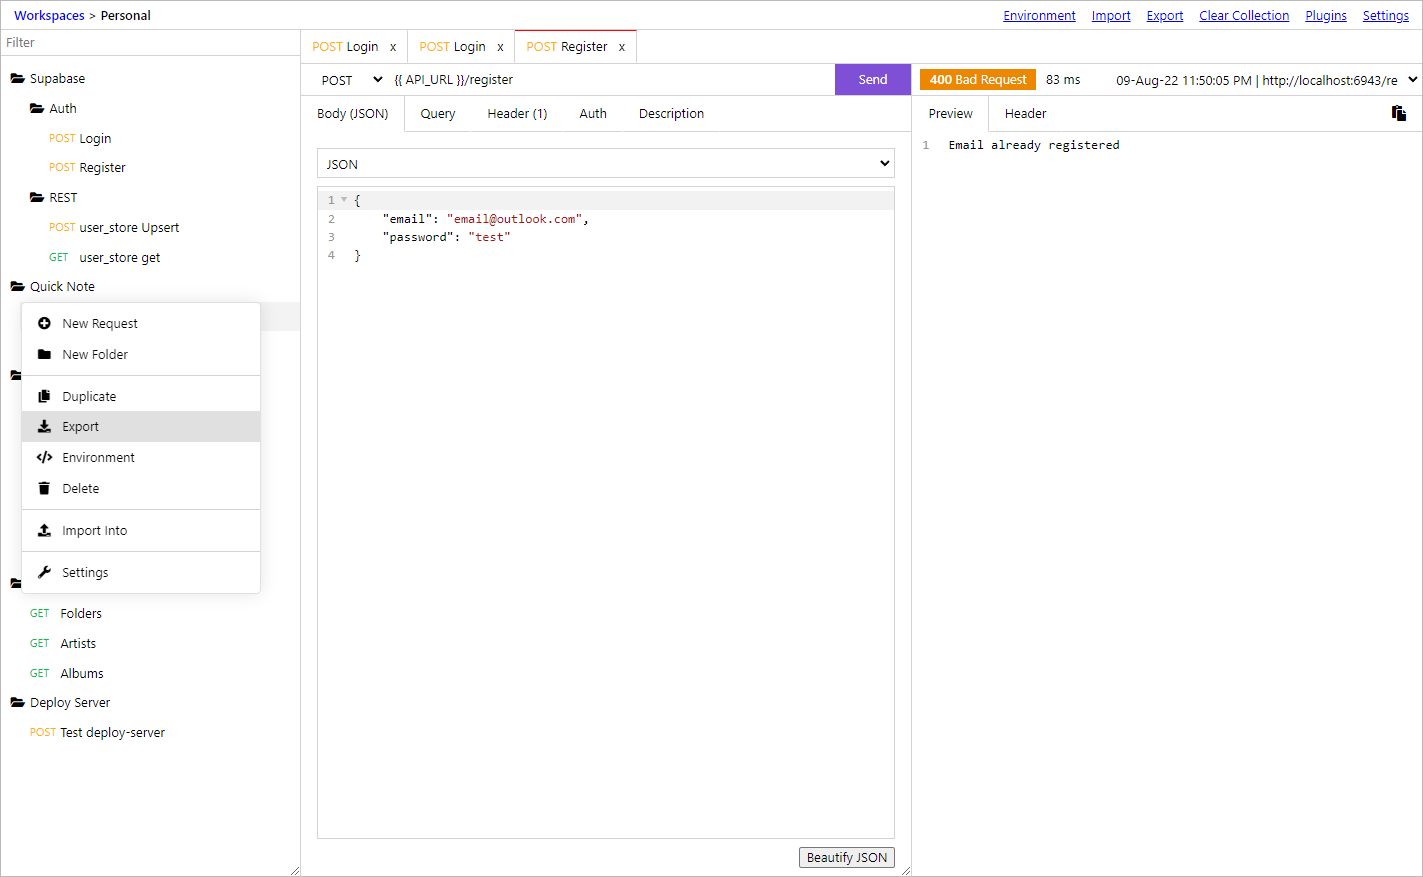 Workspaces > Personal
Environment Import Export Clear Collection Plugins Settings
Filter
Supabase
Auth
POST Login
POST Register
REST
POST user_store Upsert
GET user_store get
Quick Note
New Request
New Folder
Duplicate
Export
Environment
Delete
Import Into
Settings
GET Folders
GET Artists
GET Albums
Deploy Server
POST Test deploy-server
POST Login x POST Login x POST Register x
POST {{ API_URL }}/register Send
Body (JSON) Query Header (1) Auth Description
JSON
1 {
2 "email": "email@outlook.com",
3 "password": "test"
4 }
Beautify JSON
400 Bad Request 83 ms 09-Aug-22 11:50:05 PM | http://localhost:6943/re
Preview Header
1 Email already registered